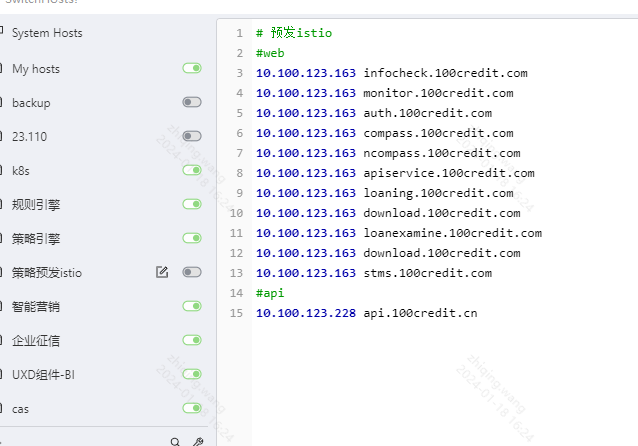 SwitchHosts!
System Hosts
My hosts
backup
23.110
k8s
规则引擎
策略引擎
策略预发istio
智能营销
企业征信
UXD组件-BI
cas
1 # 预发istio
2 #web
3 10.100.123.163 infocheck.100credit.com
4 10.100.123.163 monitor.100credit.com
5 10.100.123.163 auth.100credit.com
6 10.100.123.163 compass.100credit.com
7 10.100.123.163 ncompass.100credit.com
8 10.100.123.163 apiservice.100credit.com
9 10.100.123.163 loaning.100credit.com
10 10.100.123.163 download.100credit.com
11 10.100.123.163 loanexamine.100credit.com
12 10.100.123.163 download.100credit.com
13 10.100.123.163 stms.100credit.com
14 #api
15 10.100.123.228 api.100credit.cn
zhiqing.wang
2024-01-18 16:24
zhiqing.wang
2024-01-18 16:24
zhiqing.wang
2024-01-18 16:24
zhiqing.wang
2024-01-18 16:24